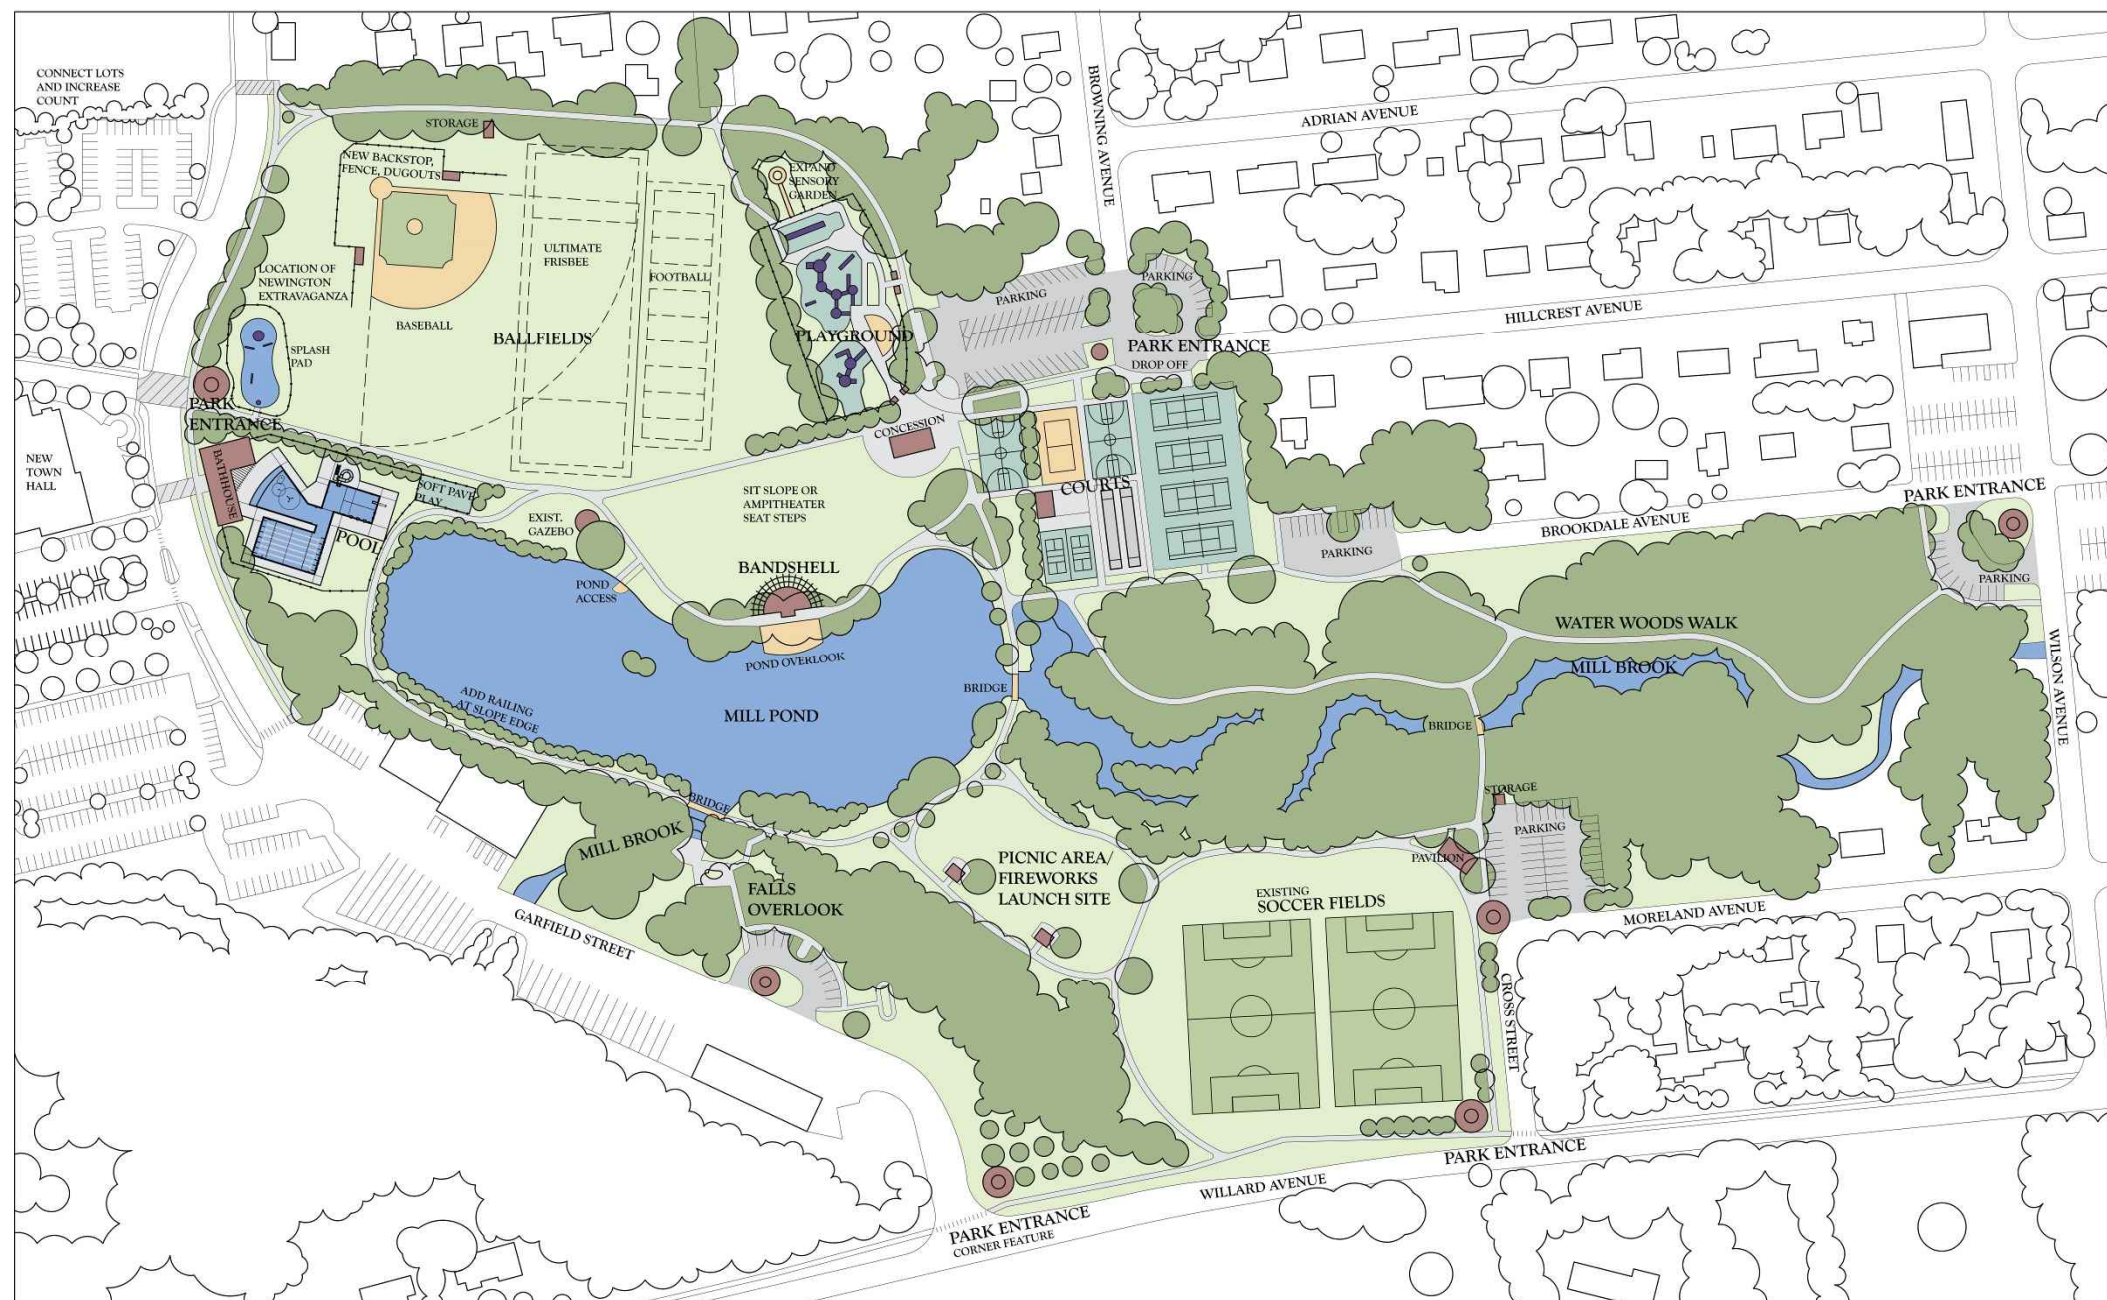 CONNECT LOTS
AND INCREASE
COUNT
STORAGE
NEW BACKSTOP,
FENCE, DUGOUTS
EXPAND
SENSORY
GARDEN
BROWNING AVENUE
ADRIAN AVENUE
LOCATION OF
NEWINGTON
EXTRAVAGANZA
ULTIMATE
FRISBEE
FOOTBALL
BASEBALL
BALLFIELDS
PLAYGROUND
PARKING
PARKING
HILLCREST AVENUE
SPLASH
PAD
PARK ENTRANCE
DROP OFF
PARK
ENTRANCE
CONCESSION
NEW
TOWN
HALL
BATHHOUSE
SOFT PAVE
PLAY
POOL
EXIST.
GAZEBO
SIT SLOPE OR
AMPITHEATER
SEAT STEPS
COURTS
PARKING
BROOKDALE AVENUE
PARK ENTRANCE
PARKING
POND
ACCESS
BANDSHELL
POND OVERLOOK
WATER WOODS WALK
MILL BROOK
WILSON AVENUE
ADD RAILING
AT SLOPE EDGE
MILL POND
BRIDGE
BRIDGE
BRIDGE
MILL BROOK
STORAGE
PARKING
PAVILION
PICNIC AREA/
FIREWORKS
LAUNCH SITE
FALLS
OVERLOOK
EXISTING
SOCCER FIELDS
GARFIELD STREET
MORELAND AVENUE
CROSS STREET
PARK ENTRANCE
WILLARD AVENUE
PARK ENTRANCE
CORNER FEATURE